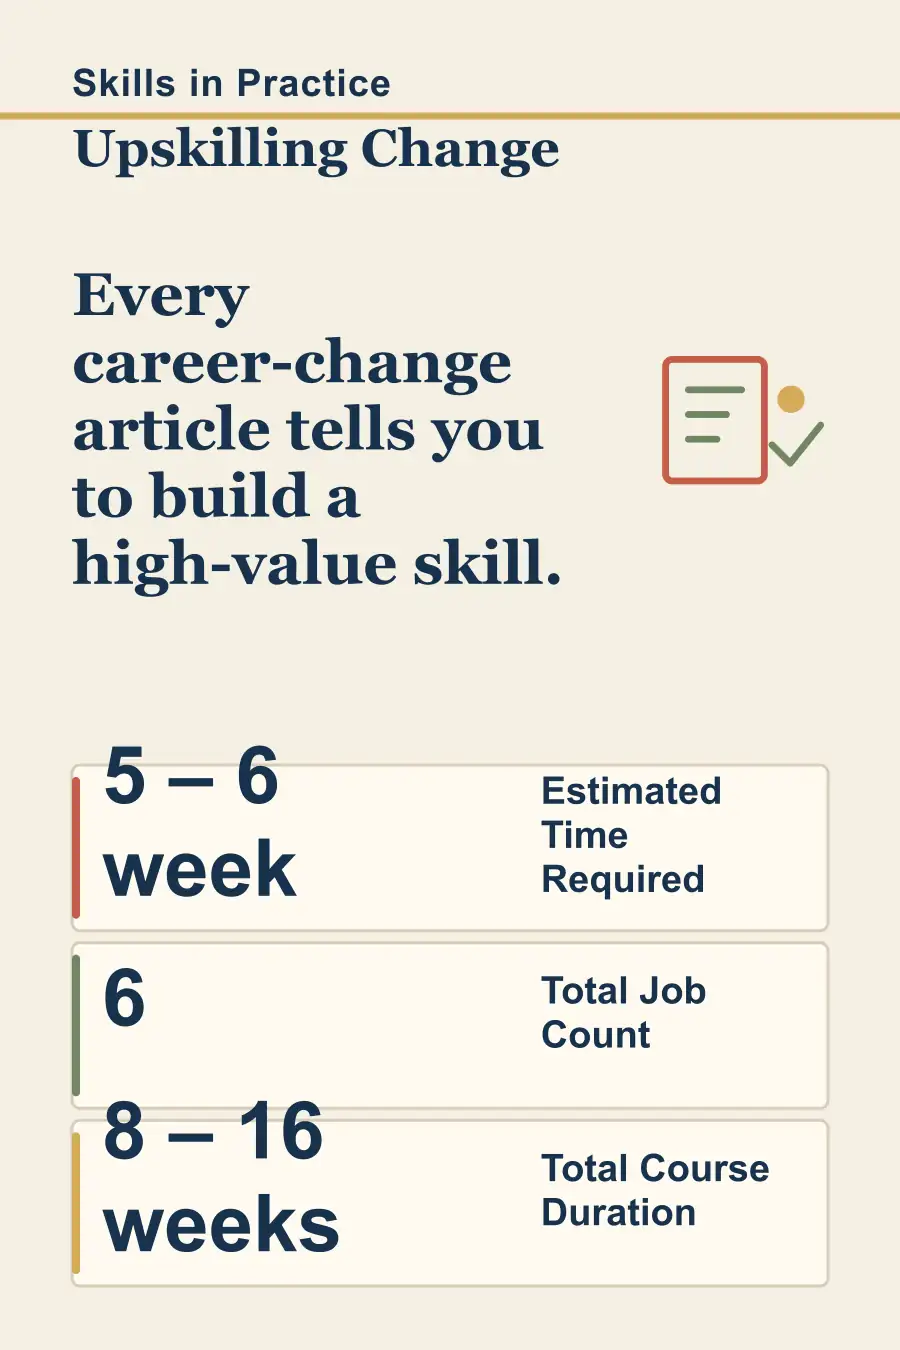 Skills in Practice
Upskilling Change
Every
career-change
article tells you
to build a
high-value skill.
5 – 6
week
Estimated
Time
Required
6
Total Job
Count
8 – 16
weeks
Total Course
Duration